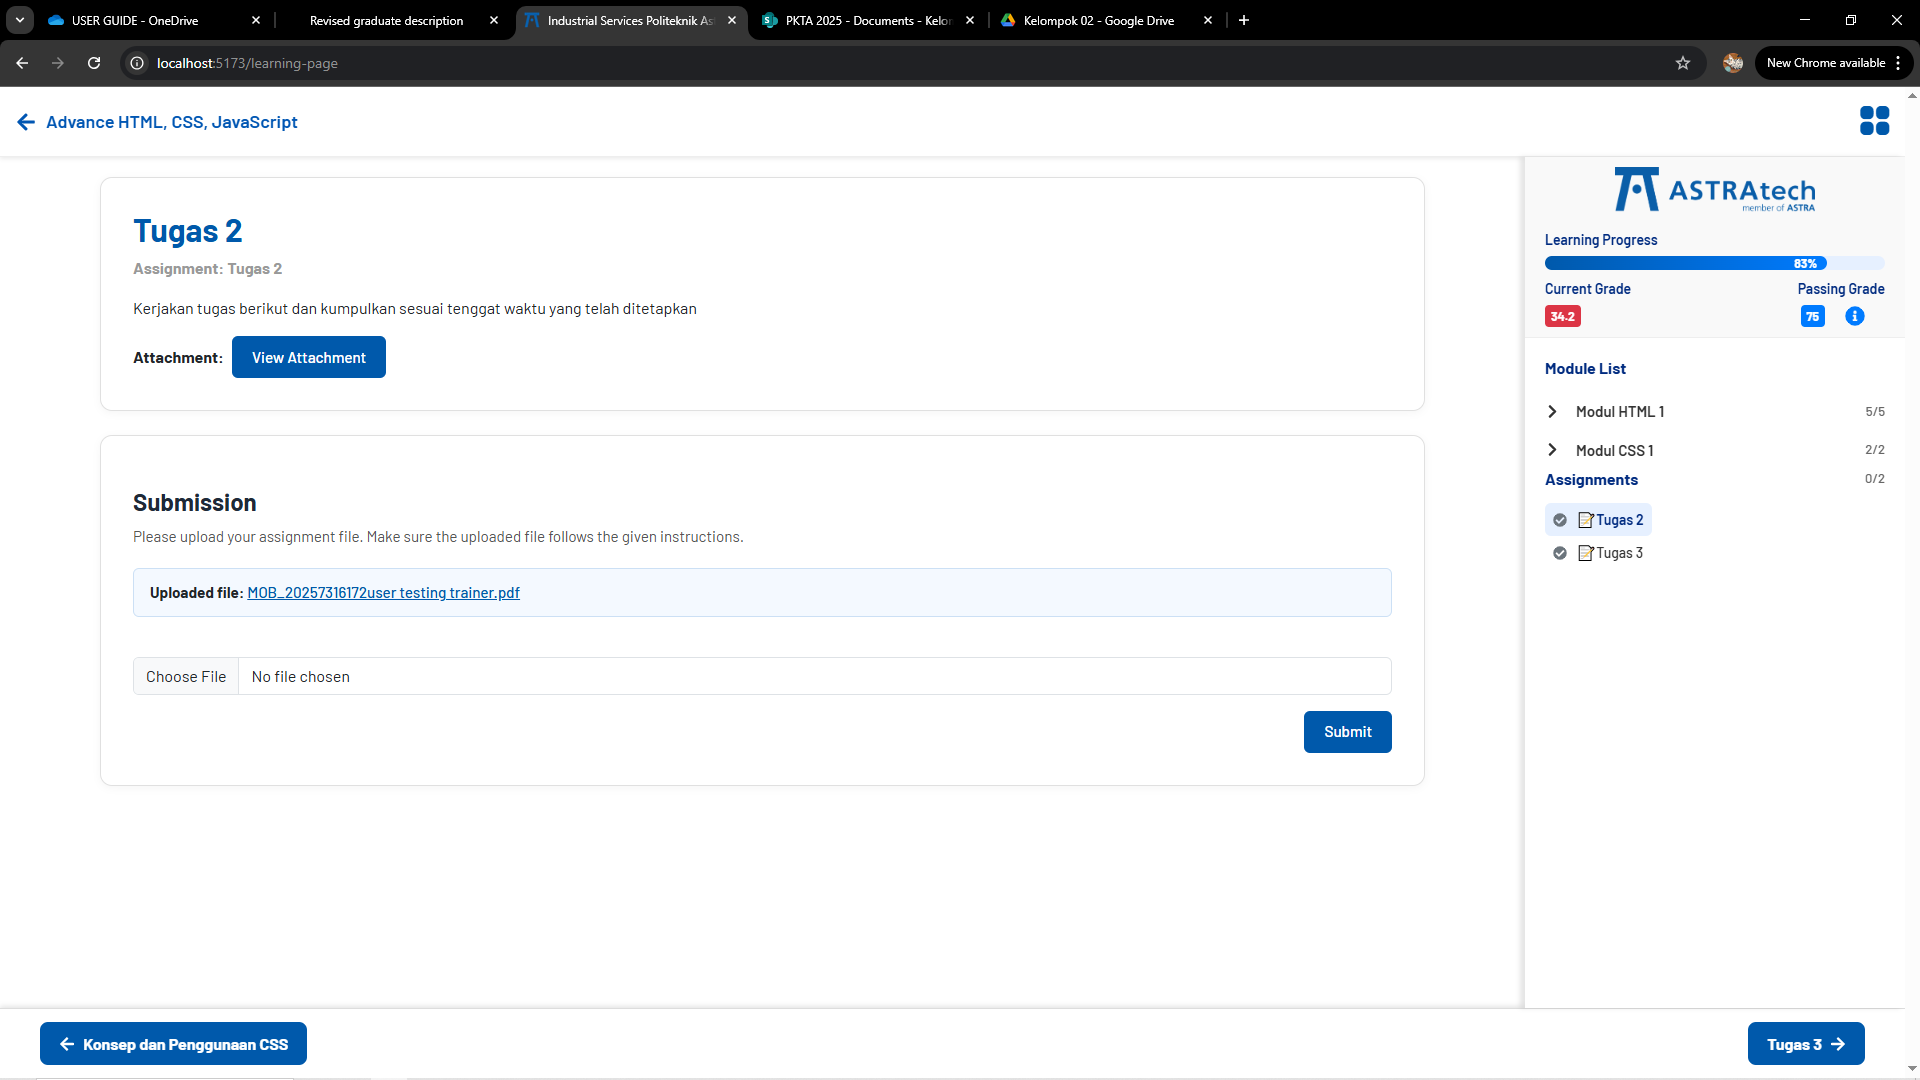 USER GUIDE - OneDrive
Revised graduate description
Industrial Services Politeknik As
PKTA 2025 - Documents - Kelon
Kelompok 02 - Google Drive
localhost:5173/learning-page
New Chrome available
Advance HTML, CSS, JavaScript
Tugas 2
Assignment: Tugas 2
Kerjakan tugas berikut dan kumpulkan sesuai tenggat waktu yang telah ditetapkan
Attachment: View Attachment
Submission
Please upload your assignment file. Make sure the uploaded file follows the given instructions.
Uploaded file: MOB_20257316172user testing trainer.pdf
Choose File No file chosen
Submit
ASTRAtech
member of ASTRA
Learning Progress
83%
Current Grade Passing Grade
34.2 75
Module List
Modul HTML 1 5/5
Modul CSS 1 2/2
Assignments 0/2
Tugas 2
Tugas 3
Konsep dan Penggunaan CSS
Tugas 3